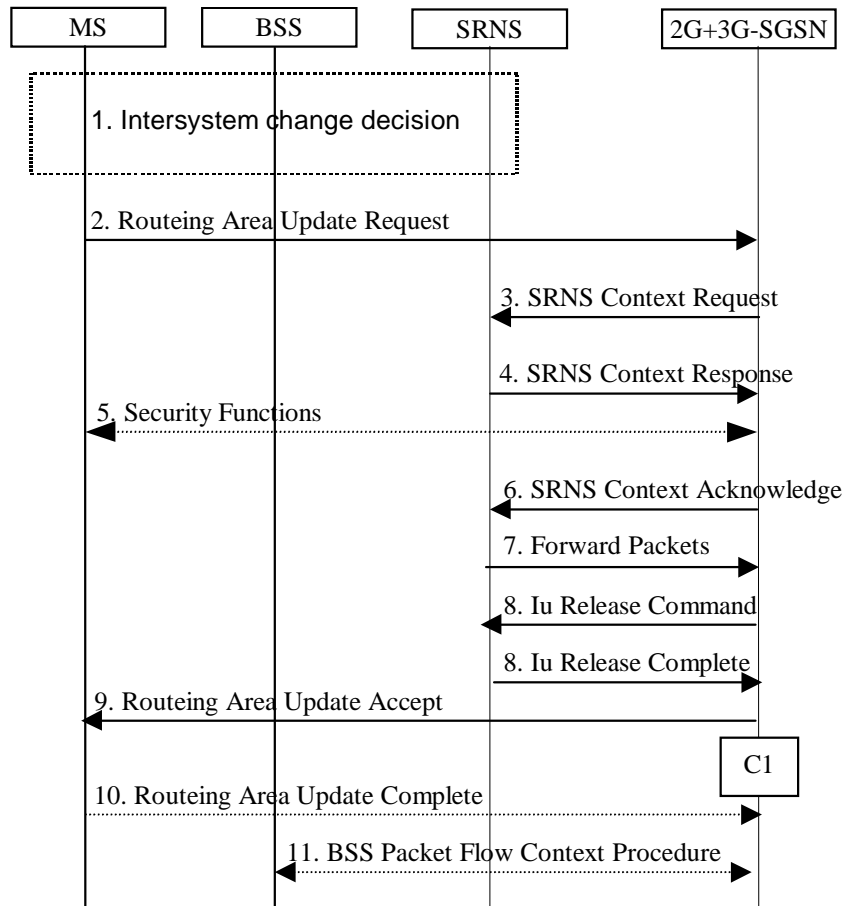 MS
BSS
SRNS
2G+3G-SGSN
1. Intersystem change decision
2. Routeing Area Update Request
3. SRNS Context Request
4. SRNS Context Response
5. Security Functions
6. SRNS Context Acknowledge
7. Forward Packets
8. Iu Release Command
8. Iu Release Complete
9. Routeing Area Update Accept
C1
10. Routeing Area Update Complete
11. BSS Packet Flow Context Procedure